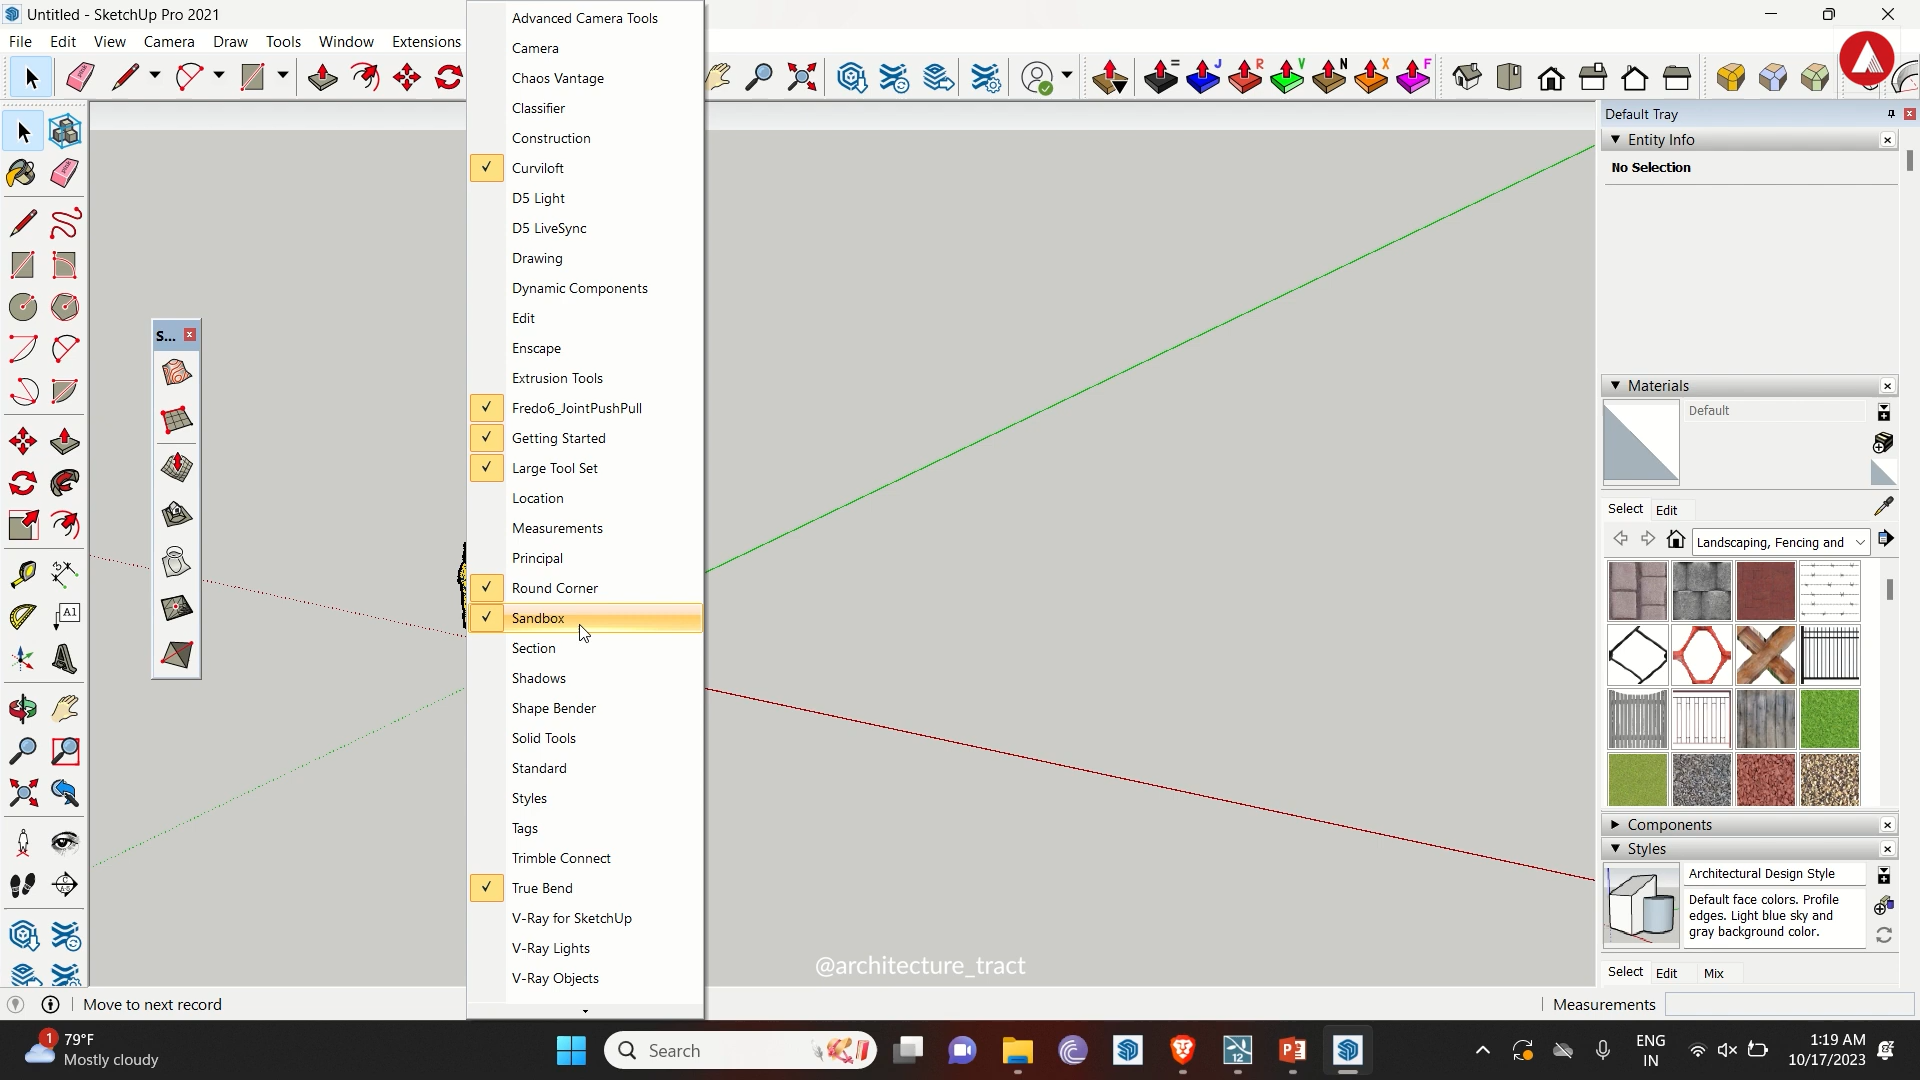 Untitled - SketchUp Pro 2021
File Edit View Camera Draw Tools Window Extensions
J R V N X F
S...
A1
Advanced Camera Tools
Camera
Chaos Vantage
Classifier
Construction
Curviloft
D5 Light
D5 LiveSync
Drawing
Dynamic Components
Edit
Enscape
Extrusion Tools
Fredo6_JointPushPull
Getting Started
Large Tool Set
Location
Measurements
Principal
Round Corner
Sandbox
Section
Shadows
Shape Bender
Solid Tools
Standard
Styles
Tags
Trimble Connect
True Bend
V-Ray for SketchUp
V-Ray Lights
V-Ray Objects
@architecture_tract
Default Tray
Entity Info
No Selection
Materials
Default
Select Edit
Landscaping, Fencing and
Components
Styles
Architectural Design Style
Default face colors. Profile
edges. Light blue sky and
gray background color.
Select Edit Mix
Move to next record
Measurements
1
79°F
Mostly cloudy
Search
12
ENG
IN
1:19 AM
10/17/2023